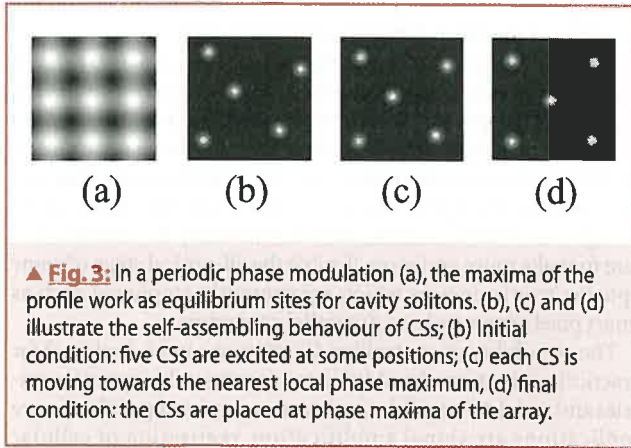 (a) (b) (c) (d)
▲ Fig. 3: In a periodic phase modulation (a), the maxima of the
profile work as equilibrium sites for cavity solitons. (b), (c) and (d)
illustrate the self-assembling behaviour of CSs; (b) Initial
condition: five CSs are excited at some positions; (c) each CS is
moving towards the nearest local phase maximum, (d) final
condition: the CSs are placed at phase maxima of the array.